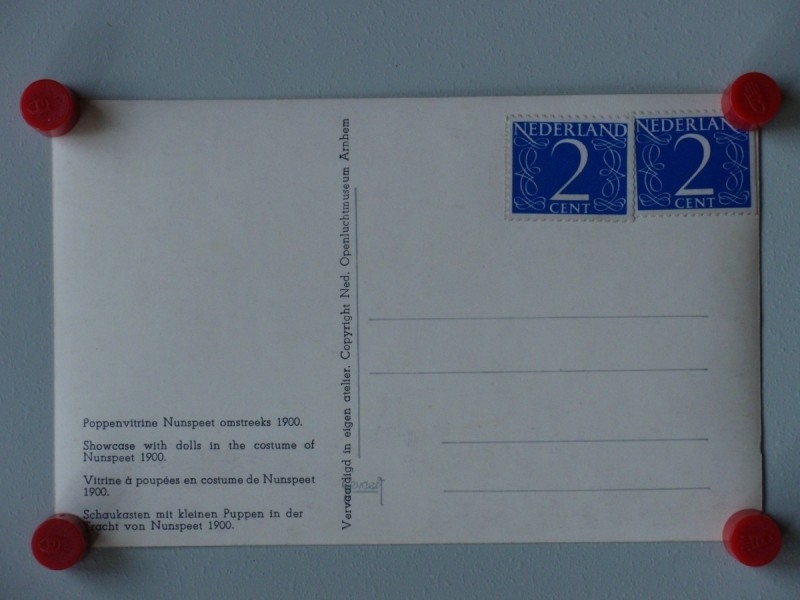 NEDERLAND
2
CENT
NEDERLAND
2
CENT
Vervaardigd in eigen atelier. Copyright Ned. Openluchtmuseum Arnhem
Poppenvitrine Nunspeet omstreeks 1900.
Showcase with dolls in the costume of
Nunspeet 1900.
Vitrine à poupées en costume de Nunspeet
1900.
Schaukasten mit kleinen Puppen in der
Tracht von Nunspeet 1900.